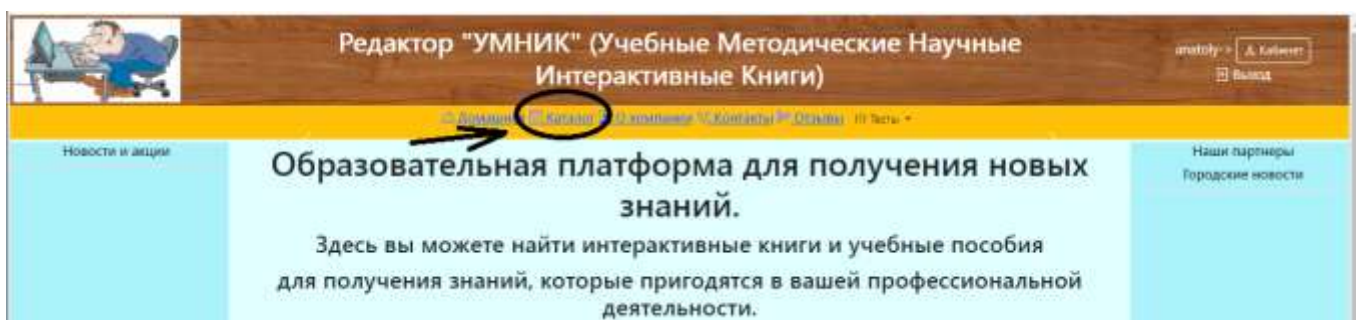 Редактор "УМНИК" (Учебные Методические Научные
Интерактивные Книги)
anatoly-> Кабинет
Выход
Домашняя Каталог О компании Контакты Отзывы Тесты
Новости и акции
Образовательная платформа для получения новых
знаний.
Здесь вы можете найти интерактивные книги и учебные пособия
для получения знаний, которые пригодятся в вашей профессиональной
деятельности.
Наши партнеры
Городские новости